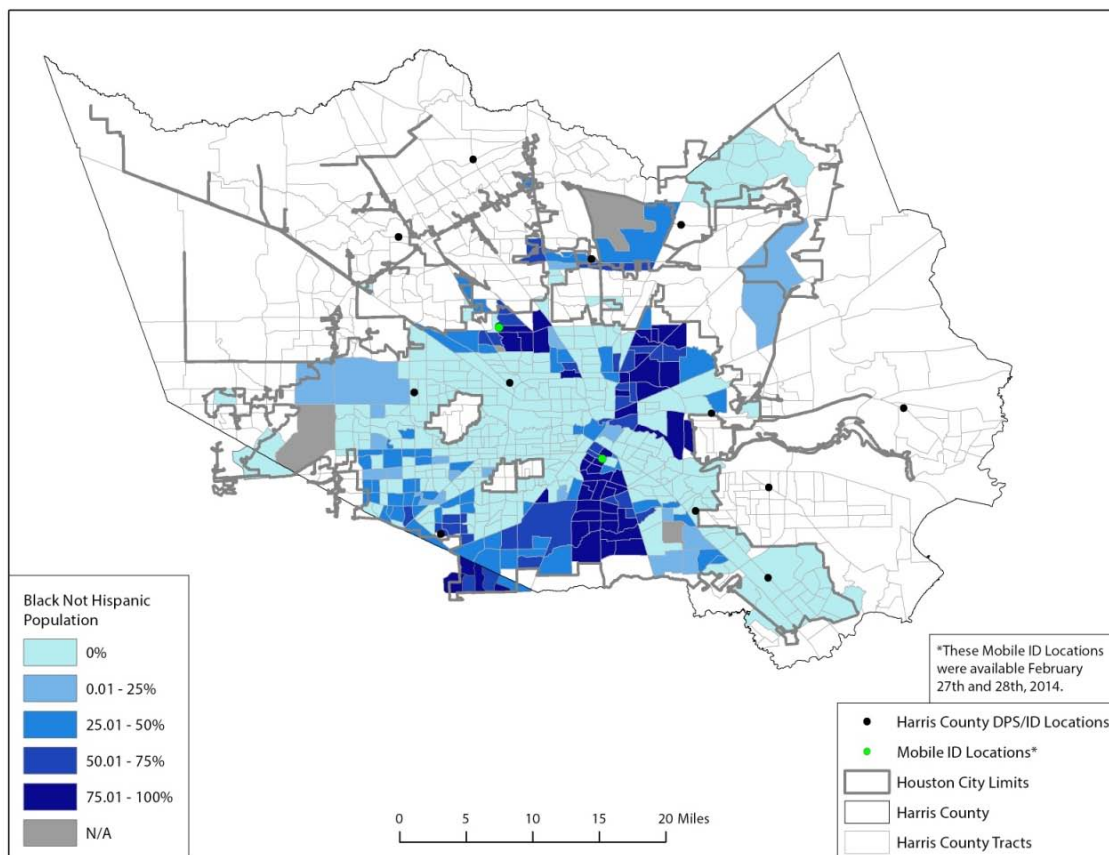 Black Not Hispanic
Population
0%
0.01 - 25%
25.01 - 50%
50.01 - 75%
75.01 - 100%
N/A
0 5 10 15 20 Miles
*These Mobile ID Locations
were available February
27th and 28th, 2014.
Harris County DPS/ID Locations
Mobile ID Locations*
Houston City Limits
Harris County
Harris County Tracts